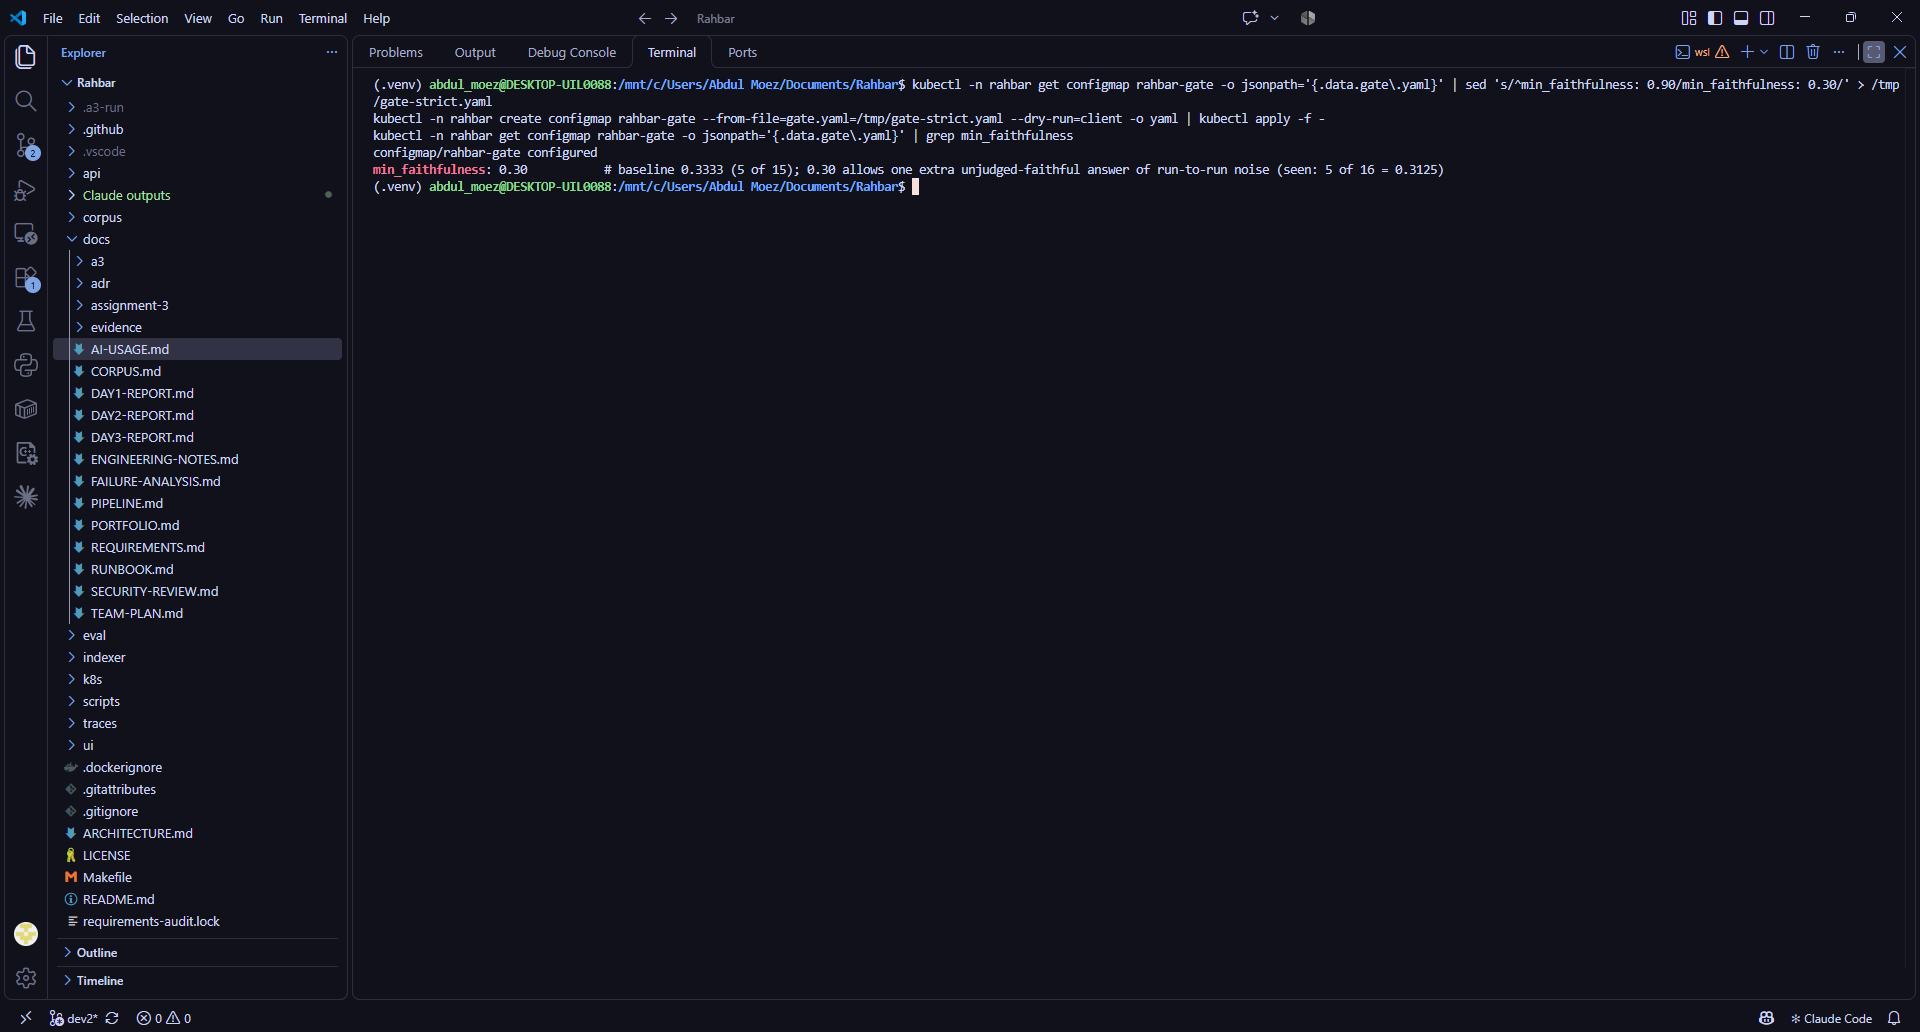 File Edit Selection View Go Run Terminal Help
Rahbar
Explorer
Rahbar
.a3-run
.github
.vscode
api
Claude outputs
corpus
docs
a3
adr
assignment-3
evidence
AI-USAGE.md
CORPUS.md
DAY1-REPORT.md
DAY2-REPORT.md
DAY3-REPORT.md
ENGINEERING-NOTES.md
FAILURE-ANALYSIS.md
PIPELINE.md
PORTFOLIO.md
REQUIREMENTS.md
RUNBOOK.md
SECURITY-REVIEW.md
TEAM-PLAN.md
eval
indexer
k8s
scripts
traces
ui
.dockerignore
.gitattributes
.gitignore
ARCHITECTURE.md
LICENSE
Makefile
README.md
requirements-audit.lock
Outline
Timeline
2
1
Problems Output Debug Console Terminal Ports
wsl
(.venv) abdul_moez@DESKTOP-UIL0088:/mnt/c/Users/Abdul Moez/Documents/Rahbar$ kubectl -n rahbar get configmap rahbar-gate -o jsonpath='{.data.gate\.yaml}' | sed 's/^min_faithfulness: 0.90/min_faithfulness: 0.30/' > /tmp
/gate-strict.yaml
kubectl -n rahbar create configmap rahbar-gate --from-file=gate.yaml=/tmp/gate-strict.yaml --dry-run=client -o yaml | kubectl apply -f -
kubectl -n rahbar get configmap rahbar-gate -o jsonpath='{.data.gate\.yaml}' | grep min_faithfulness
configmap/rahbar-gate configured
min_faithfulness: 0.30 # baseline 0.3333 (5 of 15); 0.30 allows one extra unjudged-faithful answer of run-to-run noise (seen: 5 of 16 = 0.3125)
(.venv) abdul_moez@DESKTOP-UIL0088:/mnt/c/Users/Abdul Moez/Documents/Rahbar$
dev2* 0 0
Claude Code